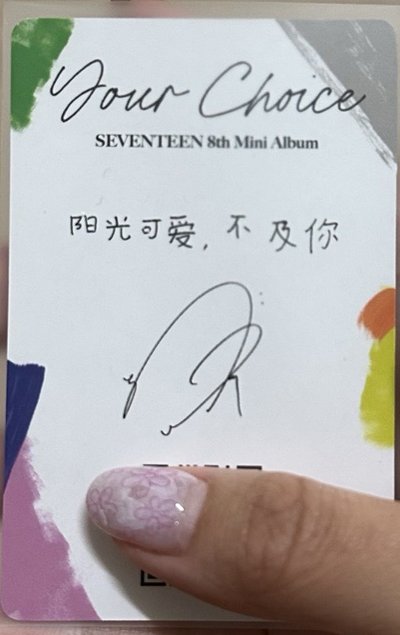 Your Choice
SEVENTEEN 8th Mini Album
阳光可爱，不及你